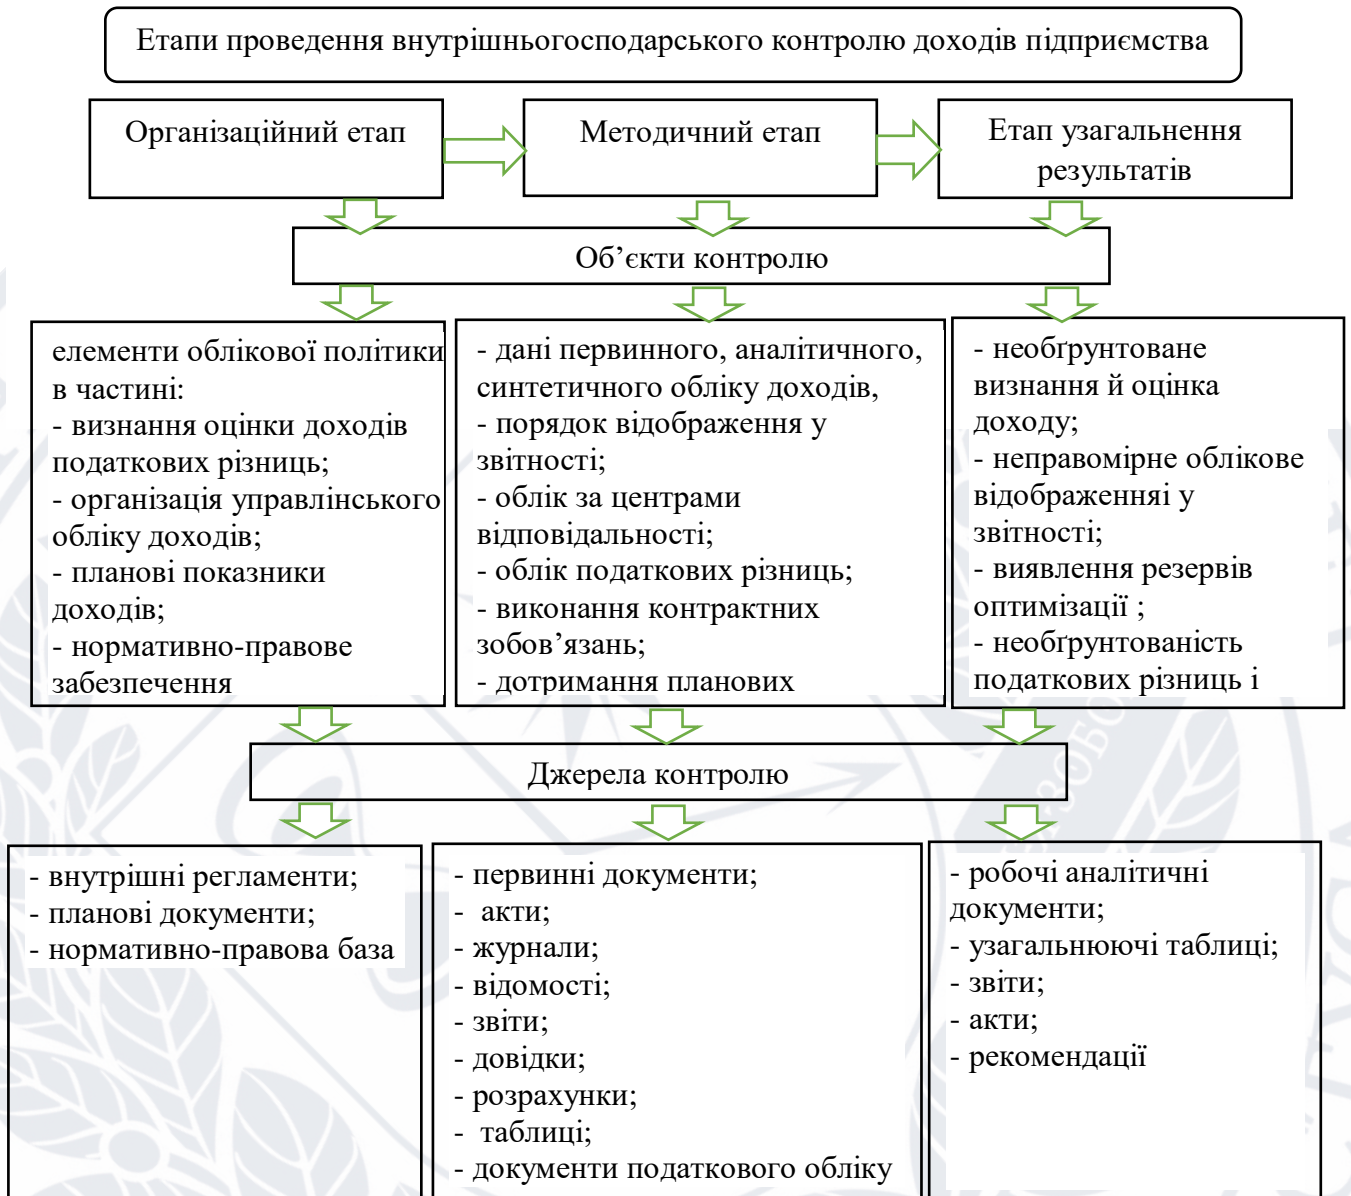 Етапи проведення внутрішньогосподарського контролю доходів підприємства
Організаційний етап
Методичний етап
Етап узагальнення
результатів
Об’єкти контролю
елементи облікової політики
в частині:
- визнання оцінки доходів
податкових різниць;
- організація управлінського
обліку доходів;
- планові показники
доходів;
- нормативно-правове
забезпечення
- дані первинного, аналітичного,
синтетичного обліку доходів,
- порядок відображення у
звітності;
- облік за центрами
відповідальності;
- облік податкових різниць;
- виконання контрактних
зобов’язань;
- дотримання планових
- необґрунтоване
визнання й оцінка
доходу;
- неправомірне облікове
відображенняі у
звітності;
- виявлення резервів
оптимізації ;
- необґрунтованість
податкових різниць і
Джерела контролю
- внутрішні регламенти;
- планові документи;
- нормативно-правова база
- первинні документи;
- акти;
- журнали;
- відомості;
- звіти;
- довідки;
- розрахунки;
- таблиці;
- документи податкового обліку
- робочі аналітичні
документи;
- узагальнюючі таблиці;
- звіти;
- акти;
- рекомендації